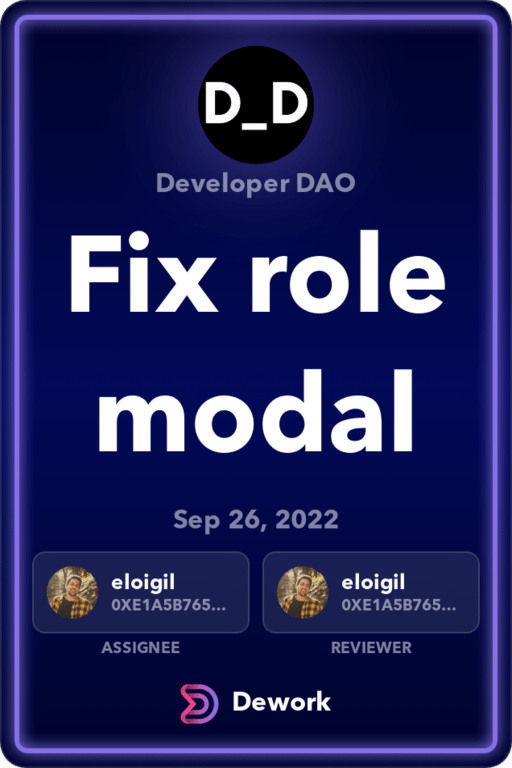 D_D
Developer DAO
Fix role
modal
Sep 26, 2022
eloigil
0XE1A5B765...
ASSIGNEE
eloigil
0XE1A5B765...
REVIEWER
Dework